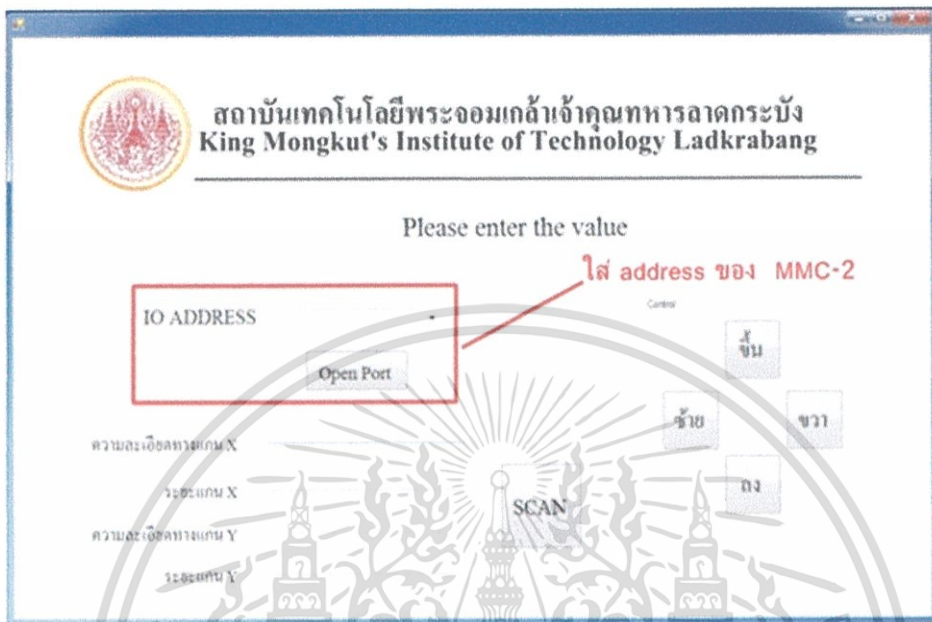 สถาบันเทคโนโลยีพระจอมเกล้าเจ้าคุณทหารลาดกระบัง
King Mongkut's Institute of Technology Ladkrabang
Please enter the value
ใส่ address ของ MMC-2
IO ADDRESS
Open Port
Control
ขึ้น
ซ้าย
ขวา
ลง
ความละเอียดทางแกน X
ระยะแกน X
SCAN
ความละเอียดทางแกน Y
ระยะแกน Y